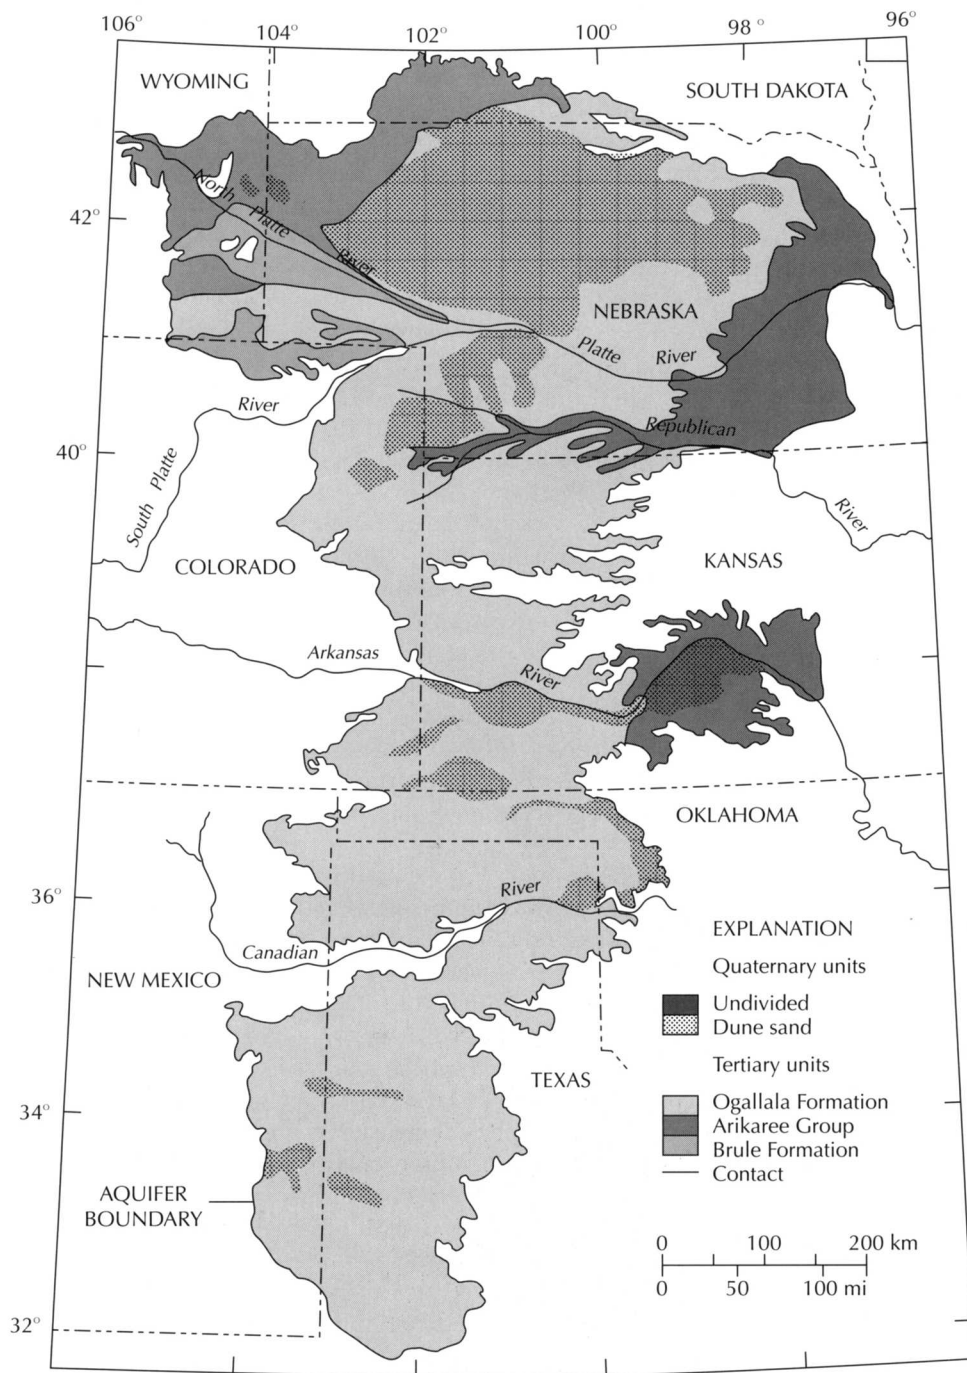 106°
104°
102°
100°
98°
96°
WYOMING
SOUTH DAKOTA
North Platte River
42°
NEBRASKA
Platte River
River
South Platte
Republican
40°
River
COLORADO
KANSAS
Arkansas River
OKLAHOMA
36°
River
Canadian
NEW MEXICO
EXPLANATION
Quaternary units
Undivided
Dune sand
Tertiary units
TEXAS
Ogallala Formation
34°
Arikaree Group
Brule Formation
Contact
AQUIFER
BOUNDARY
0 100 200 km
0 50 100 mi
32°